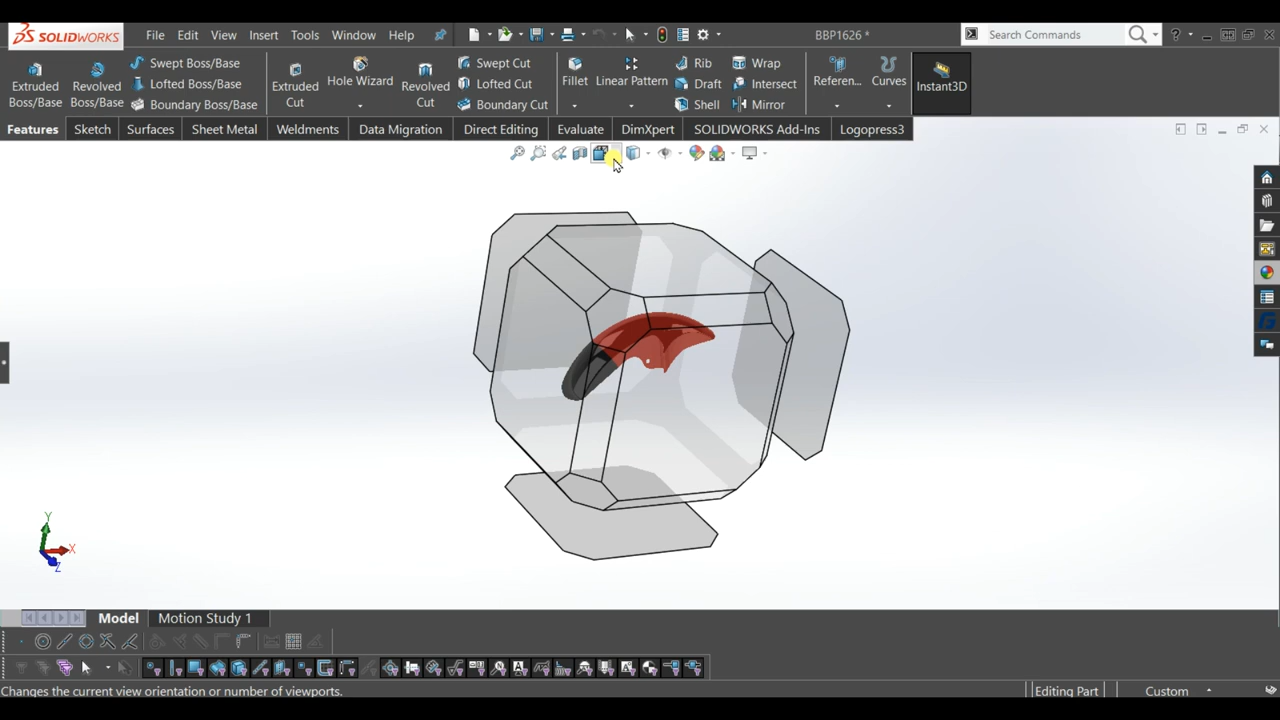 SOLIDWORKS
File Edit View Insert Tools Window Help
BBP1626 *
Search Commands
?
Extruded Boss/Base
Revolved Boss/Base
Swept Boss/Base
Lofted Boss/Base
Boundary Boss/Base
Extruded Cut
Hole Wizard
Revolved Cut
Swept Cut
Lofted Cut
Boundary Cut
Fillet
Linear Pattern
Rib
Draft
Shell
Wrap
Intersect
Mirror
Referen...
Curves
Instant3D
Features Sketch Surfaces Sheet Metal Weldments Data Migration Direct Editing Evaluate DimXpert SOLIDWORKS Add-Ins Logopress3
Y
X
Z
Model Motion Study 1
Changes the current view orientation or number of viewports.
Editing Part
Custom